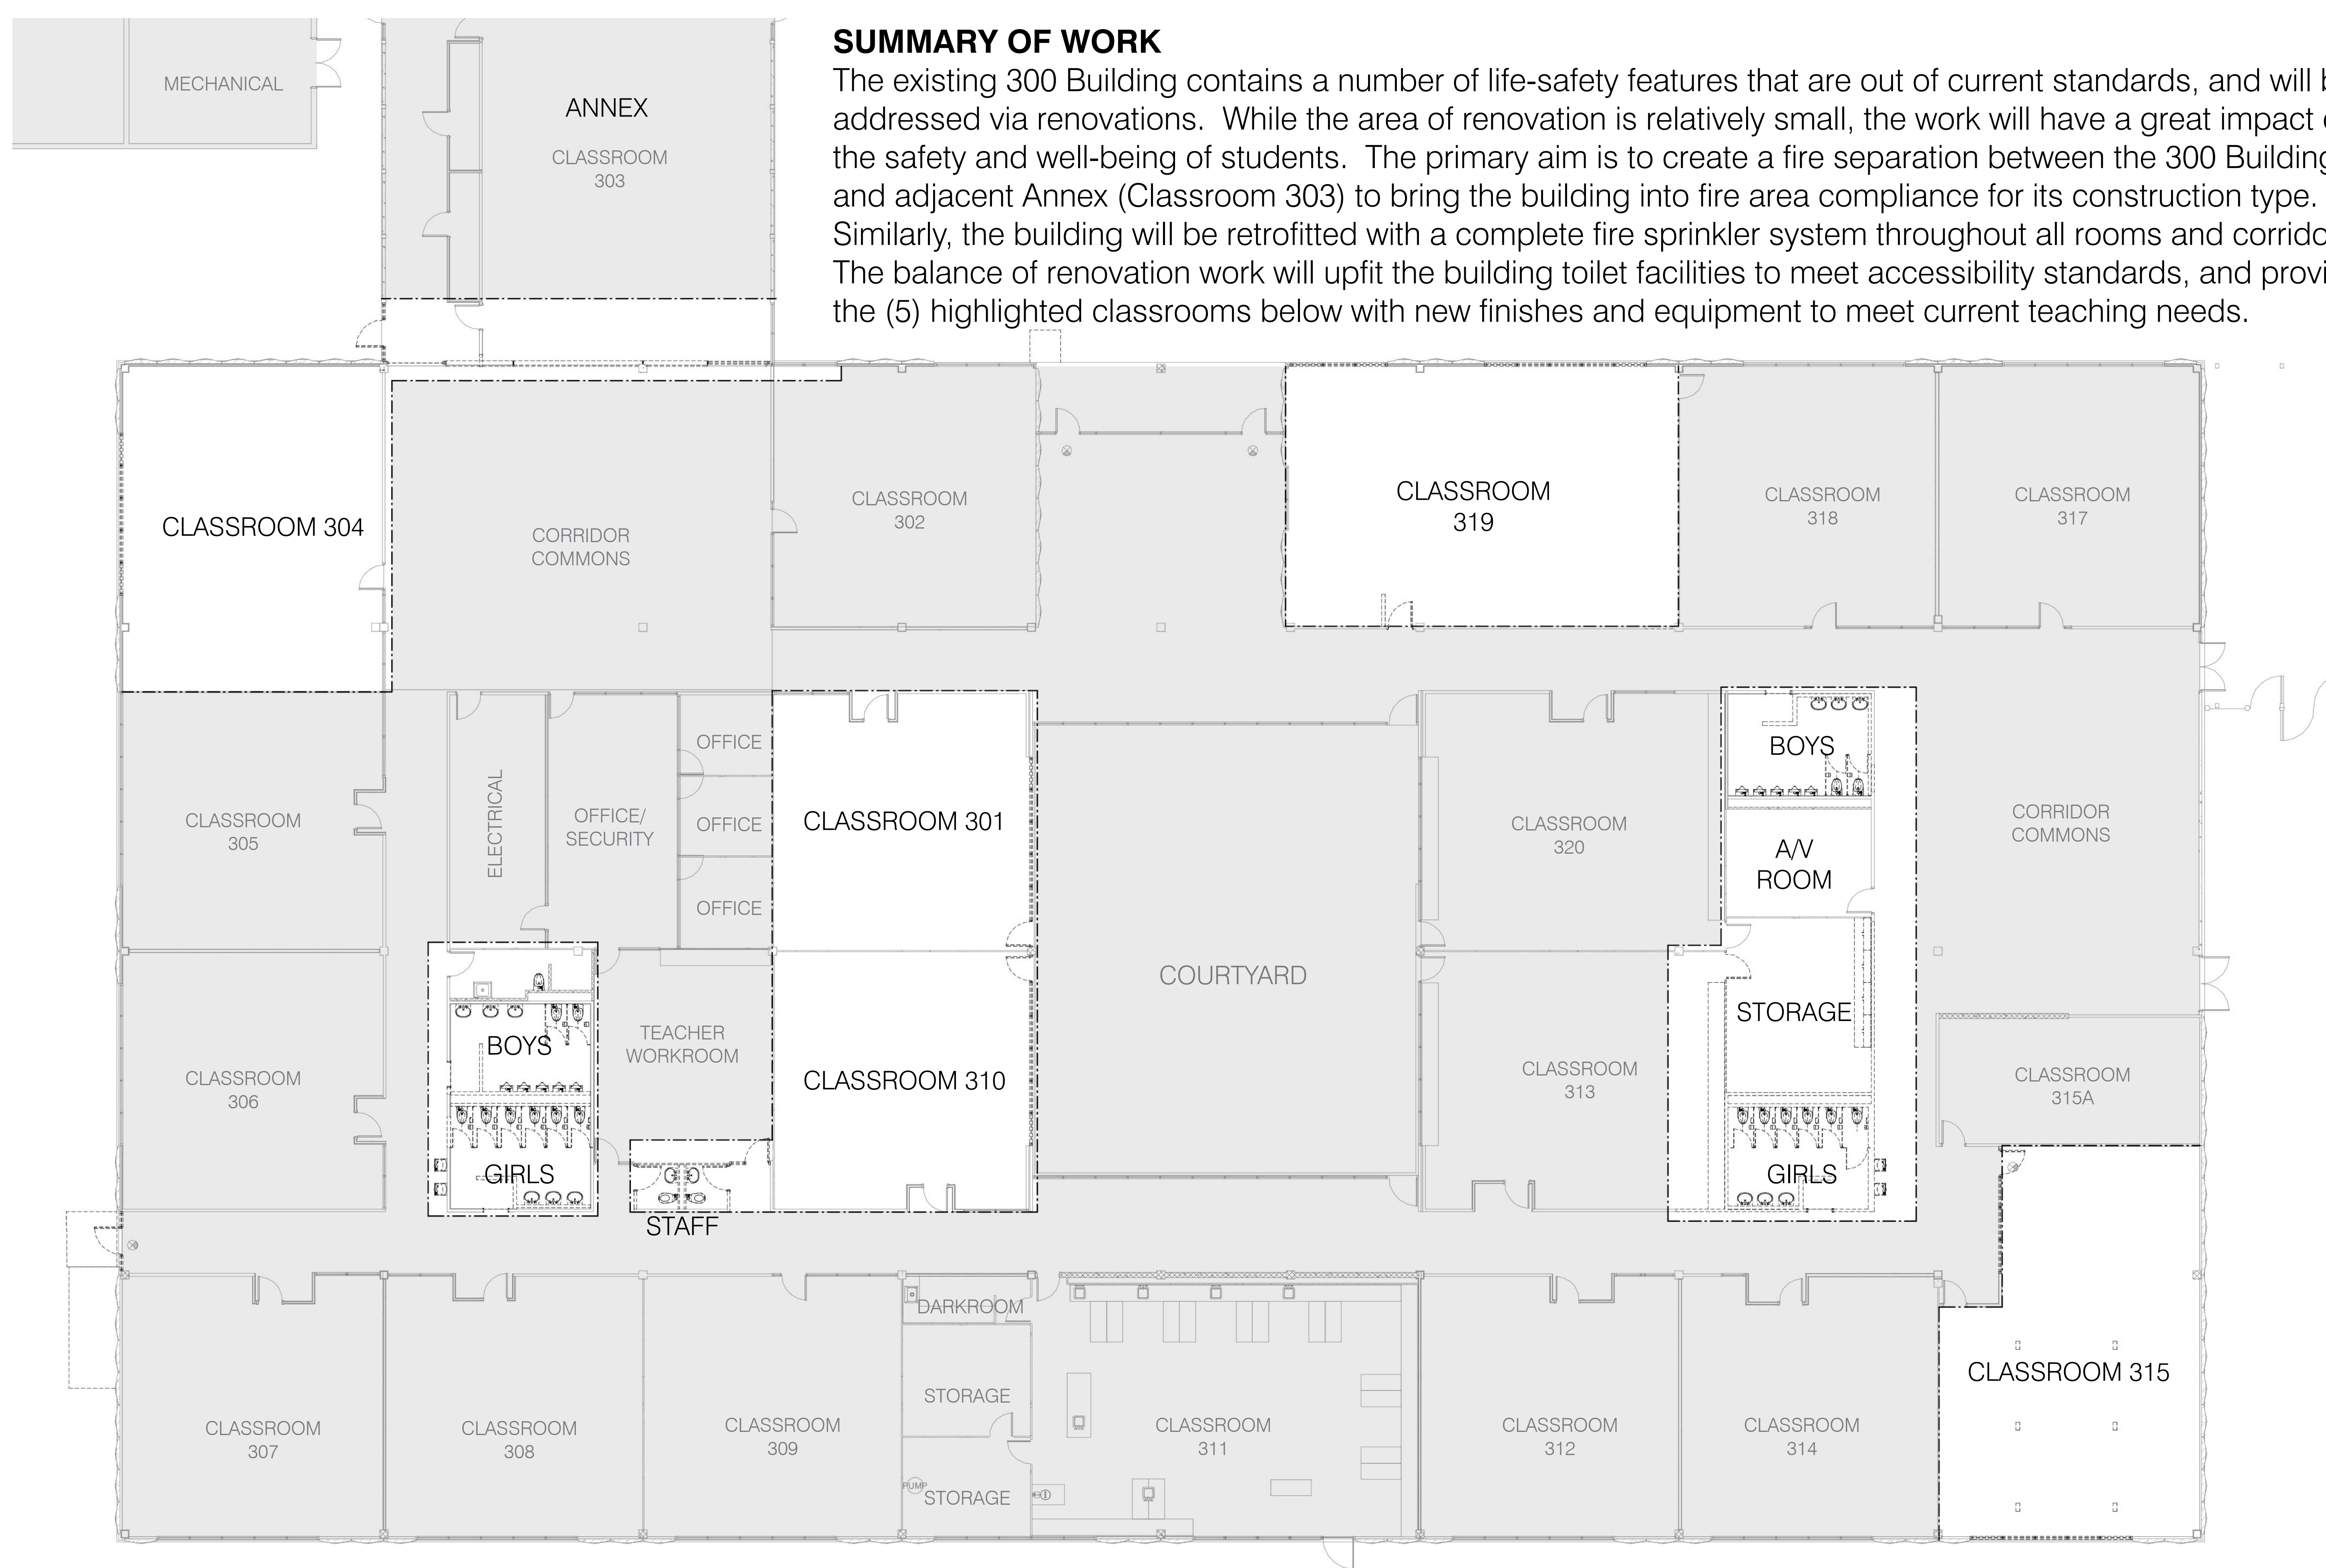 SUMMARY OF WORK
The existing 300 Building contains a number of life-safety features that are out of current standards, and will
addressed via renovations.  While the area of renovation is relatively small, the work will have a great impact
the safety and well-being of students.  The primary aim is to create a fire separation between the 300 Building
and adjacent Annex (Classroom 303) to bring the building into fire area compliance for its construction type.
Similarly, the building will be retrofitted with a complete fire sprinkler system throughout all rooms and
The balance of renovation work will upfit the building toilet facilities to meet accessibility standards, and
the (5) highlighted classrooms below with new finishes and equipment to meet current teaching needs.
MECHANICAL
ANNEX
CLASSROOM
303
CLASSROOM 304
CORRIDOR
COMMONS
CLASSROOM
302
CLASSROOM
319
CLASSROOM
318
CLASSROOM
317
CLASSROOM
305
ELECTRICAL
OFFICE/
SECURITY
OFFICE
OFFICE
OFFICE
CLASSROOM 301
COURTYARD
CLASSROOM
320
BOYS
A/V
ROOM
STORAGE
GIRLS
CORRIDOR
COMMONS
CLASSROOM
306
BOYS
GIRLS
TEACHER
WORKROOM
STAFF
CLASSROOM 310
CLASSROOM
313
CLASSROOM
315A
CLASSROOM
307
CLASSROOM
308
CLASSROOM
309
DARKROOM
STORAGE
PUMP
STORAGE
CLASSROOM
311
CLASSROOM
312
CLASSROOM
314
CLASSROOM 315